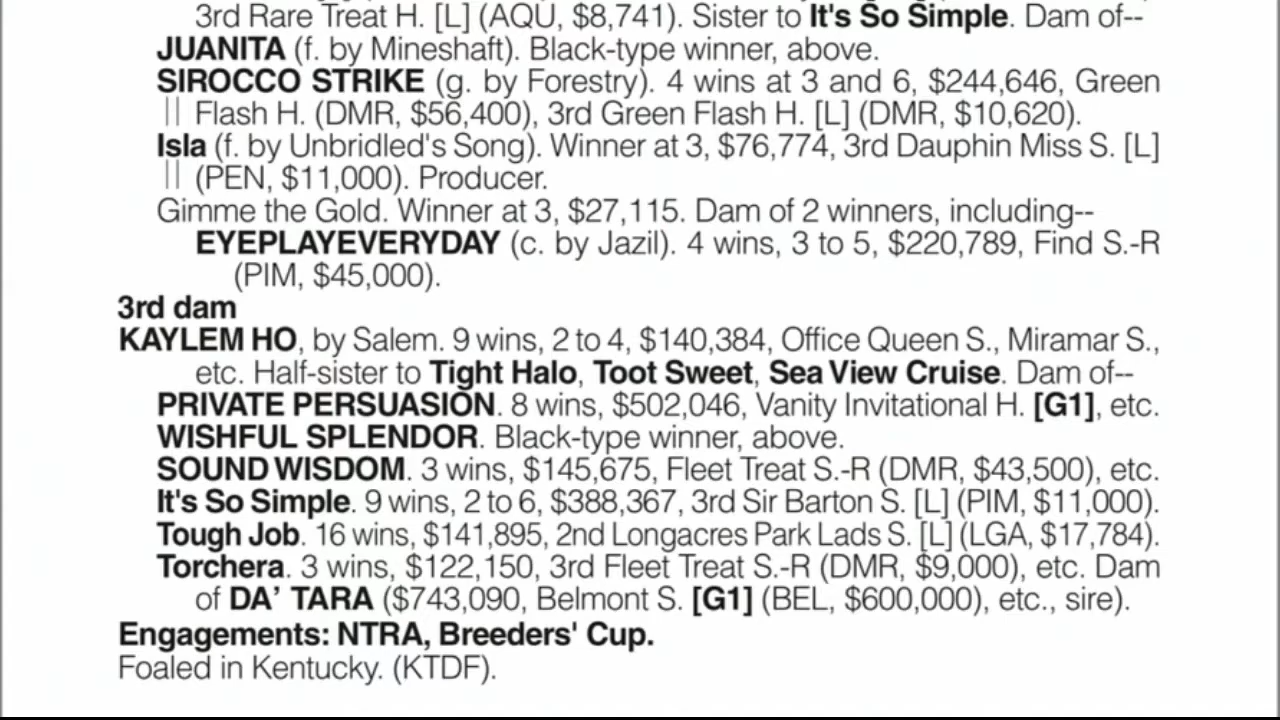 3rd Rare Treat H. [L] (AQU, $8,741). Sister to It's So Simple. Dam of--
JUANITA (f. by Mineshaft). Black-type winner, above.
SIROCCO STRIKE (g. by Forestry). 4 wins at 3 and 6, $244,646, Green
Flash H. (DMR, $56,400), 3rd Green Flash H. [L] (DMR, $10,620).
Isla (f. by Unbridled's Song). Winner at 3, $76,774, 3rd Dauphin Miss S. [L]
(PEN, $11,000). Producer.
Gimme the Gold. Winner at 3, $27,115. Dam of 2 winners, including--
EYEPLAYEVERYDAY (c. by Jazil). 4 wins, 3 to 5, $220,789, Find S.-R
(PIM, $45,000).
3rd dam
KAYLEM HO, by Salem. 9 wins, 2 to 4, $140,384, Office Queen S., Miramar S.,
etc. Half-sister to Tight Halo, Toot Sweet, Sea View Cruise. Dam of--
PRIVATE PERSUASION. 8 wins, $502,046, Vanity Invitational H. [G1], etc.
WISHFUL SPLENDOR. Black-type winner, above.
SOUND WISDOM. 3 wins, $145,675, Fleet Treat S.-R (DMR, $43,500), etc.
It's So Simple. 9 wins, 2 to 6, $388,367, 3rd Sir Barton S. [L] (PIM, $11,000).
Tough Job. 16 wins, $141,895, 2nd Longacres Park Lads S. [L] (LGA, $17,784).
Torchera. 3 wins, $122,150, 3rd Fleet Treat S.-R (DMR, $9,000), etc. Dam
of DA' TARA ($743,090, Belmont S. [G1] (BEL, $600,000), etc., sire).
Engagements: NTRA, Breeders' Cup.
Foaled in Kentucky. (KTDF).